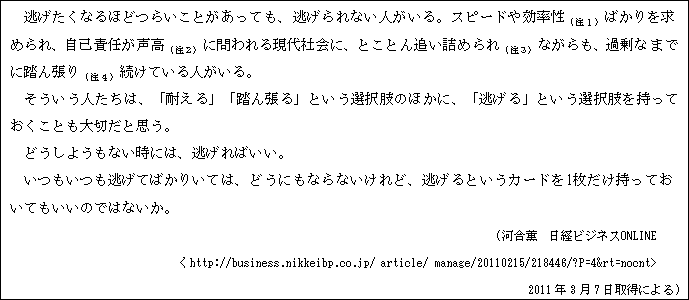 逃げたくなるほどつらいことがあっても、逃げられない人がいる。スピードや効率性（注１）ばかりを求
められ、自己責任が声高（注２）に問われる現代社会に、とことん追い詰められ（注３）ながらも、過剰なまで
に踏ん張り（注４）続けている人がいる。
そういう人たちは、「耐える」「踏ん張る」という選択肢のほかに、「逃げる」という選択肢を持って
おくことも大切だと思う。
どうしようもない時には、逃げればいい。
いつもいつも逃げてばかりいては、どうにもならないけれど、逃げるというカードを1枚だけ持ってお
いてもいいのではないか。
（河合薫　日経ビジネスONLINE
<http://business.nikkeibp.co.jp/ article/ manage/20110215/218446/?P=4&rt=nocnt>
2011年3月7日取得による）